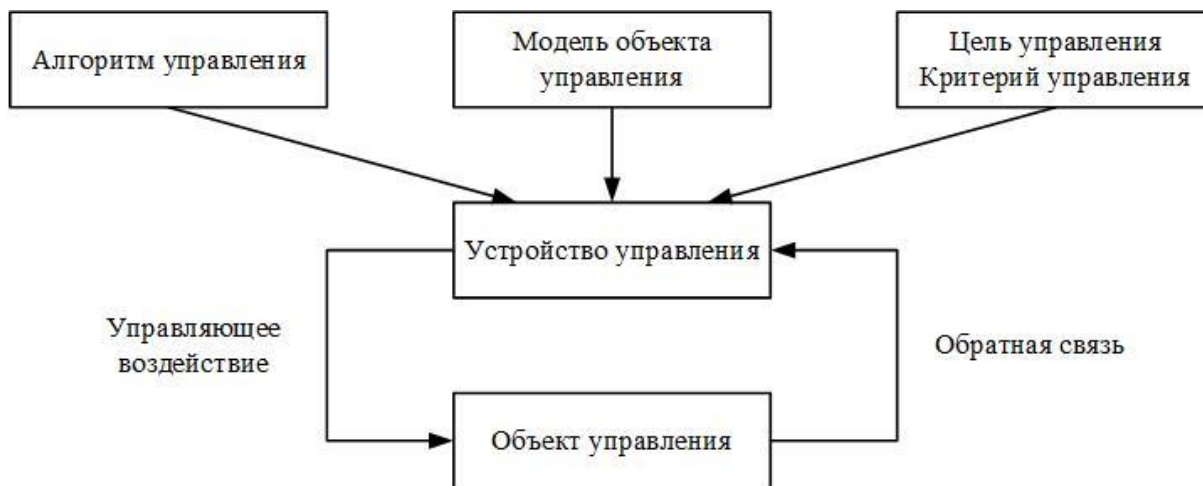 Алгоритм управления
Модель объекта
управления
Цель управления
Критерий управления
Устройство управления
Управляющее
воздействие
Обратная связь
Объект управления